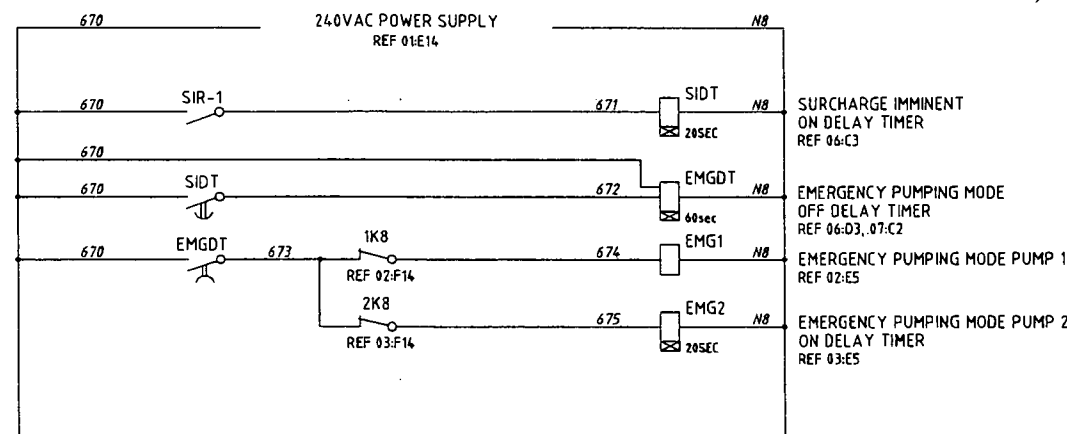 670
240VAC POWER SUPPLY
N8
REF 01:E14
670
SIR-1
671
SIDT
N8
20SEC
SURCHARGE IMMINENT
ON DELAY TIMER
REF 06:C3
670
670
SIDT
672
EMGDT
N8
60sec
EMERGENCY PUMPING MODE
OFF DELAY TIMER
REF 06:D3, 07:C2
670
EMGDT
673
1K8
REF 02:F14
674
EMG1
N8
EMERGENCY PUMPING MODE PUMP 1
REF 02:E5
2K8
REF 03:F14
675
EMG2
N8
20SEC
EMERGENCY PUMPING MODE PUMP 2
ON DELAY TIMER
REF 03:E5